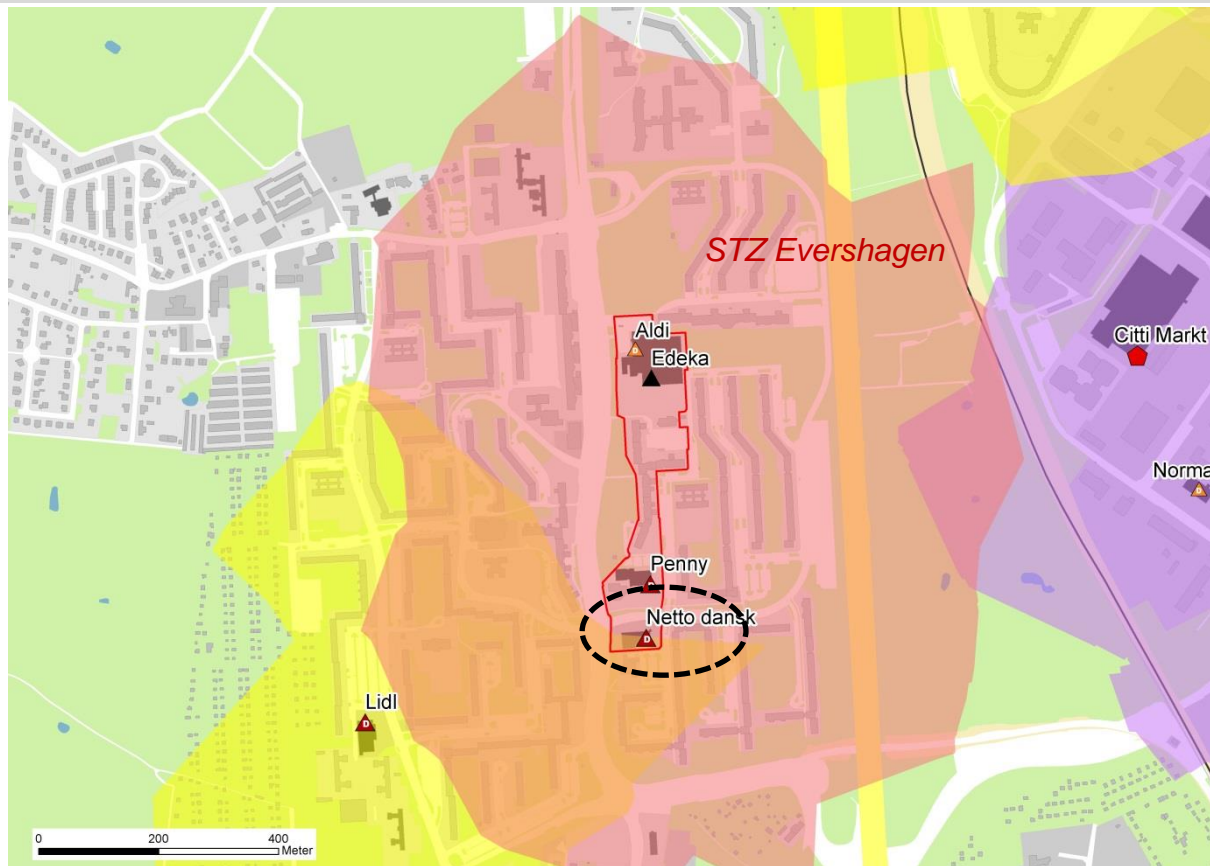 STZ Evershagen
Aldi
Edeka
Citti Markt
Norma
D
Penny
Netto dansk
D
Lidl
D
0 200 400
Meter